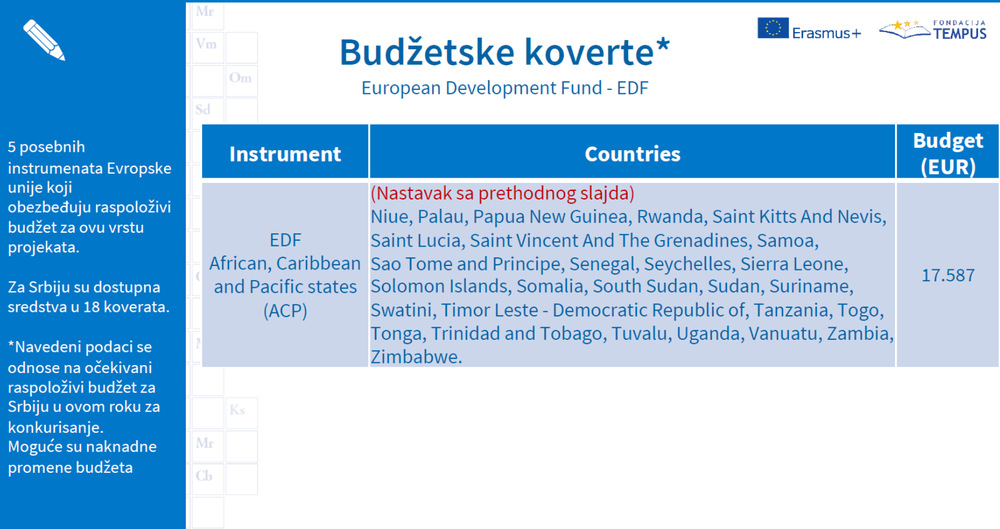 5 posebnih
instrumenata Evropske
unije koji
obezbeđuju raspoloživi
budžet za ovu vrstu
projekata.
Za Srbiju su dostupna
sredstva u 18 koverata.
*Navedeni podaci se
odnose na očekivani
raspoloživi budžet za
Srbiju u ovom roku za
konkurisanje.
Moguće su naknadne
promene budžeta
Mr
Vm
Om
Sd
Ks
Mr
Cb
Erasmus+
FONDACIJA
TEMPUS
Budžetske koverte*
European Development Fund - EDF
Instrument
Countries
Budget
(EUR)
EDF
African, Caribbean
and Pacific states
(ACP)
(Nastavak sa prethodnog slajda)
Niue, Palau, Papua New Guinea, Rwanda, Saint Kitts And Nevis,
Saint Lucia, Saint Vincent And The Grenadines, Samoa,
Sao Tome and Principe, Senegal, Seychelles, Sierra Leone,
Solomon Islands, Somalia, South Sudan, Sudan, Suriname,
Swatini, Timor Leste - Democratic Republic of, Tanzania, Togo,
Tonga, Trinidad and Tobago, Tuvalu, Uganda, Vanuatu, Zambia,
Zimbabwe.
17.587